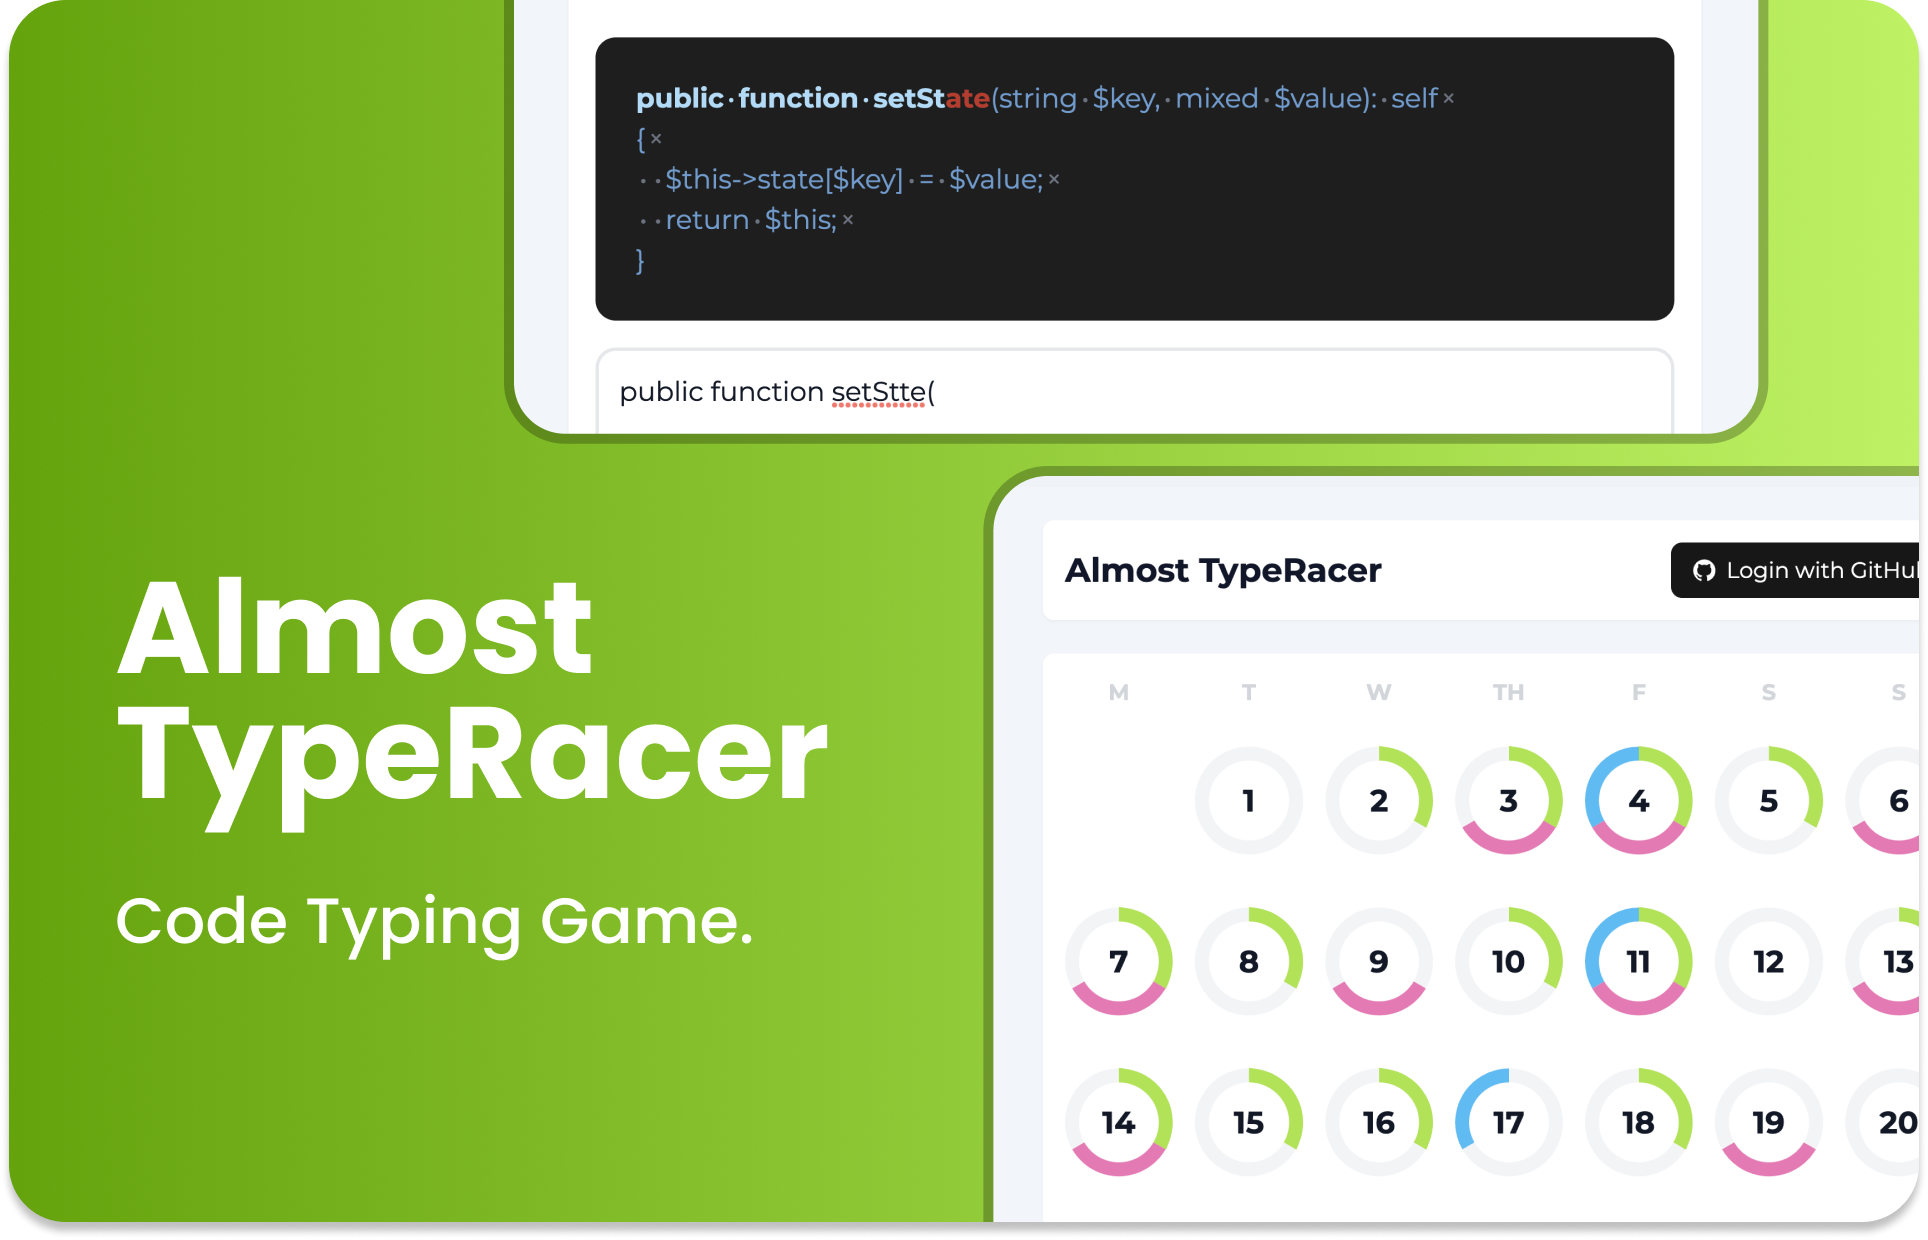 public·function·setState(string·$key,·mixed·$value):·self×
{×
··$this->state[$key]·=·$value;×
··return·$this;×
}
public function setStte(
Almost TypeRacer
Login with GitHu
Almost
TypeRacer
Code Typing Game.
M T W TH F S S
1 2 3 4 5 6
7 8 9 10 11 12 13
14 15 16 17 18 19 20